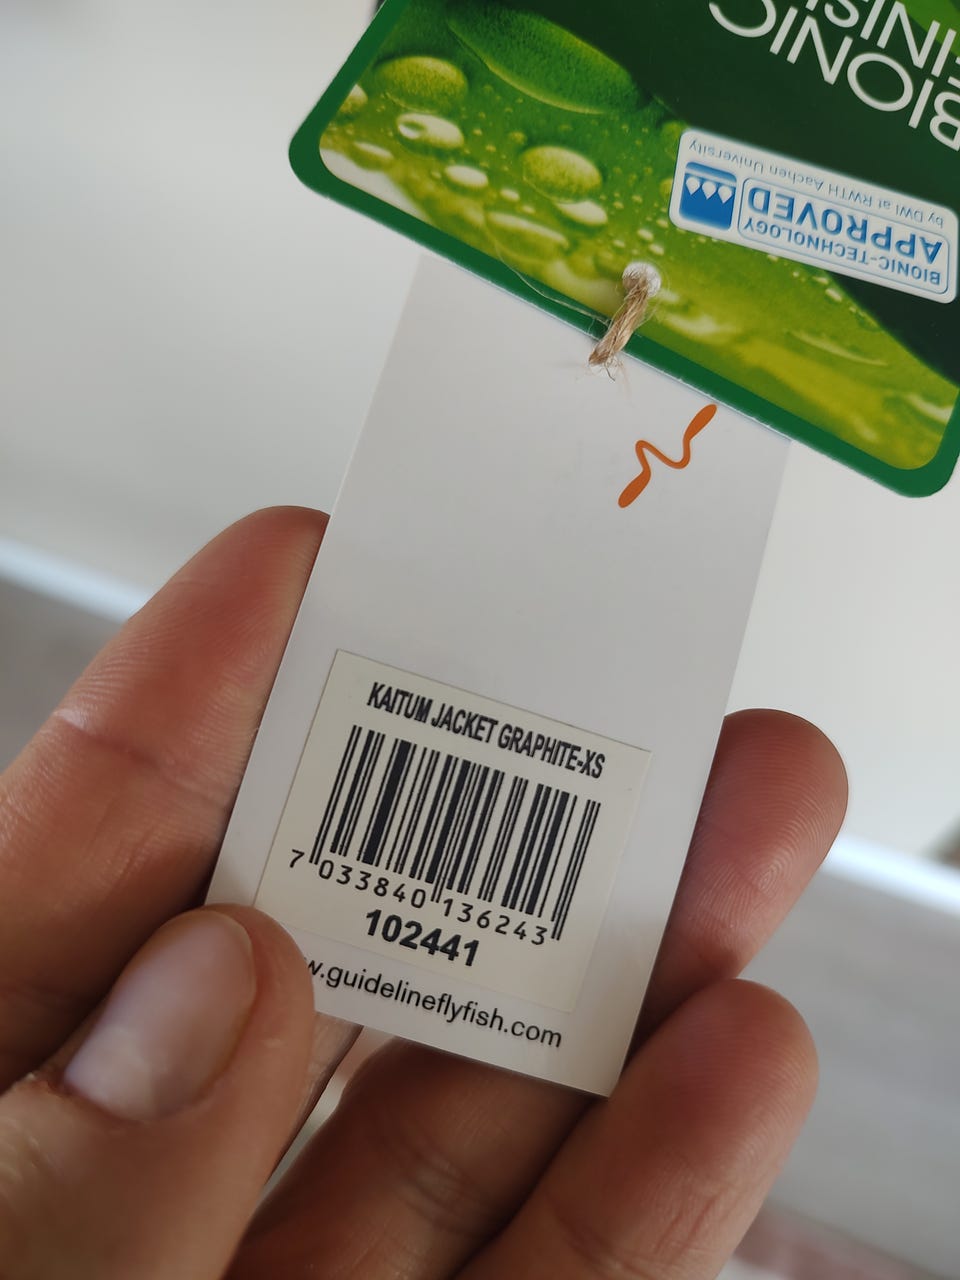 BIONIC
FINISH
BIONIC-TECHNOLOGY
APPROVED
by DWI at RWTH Aachen University
KAITUM JACKET GRAPHITE-XS
7 033840 136243
102441
w.guidelineflyfish.com